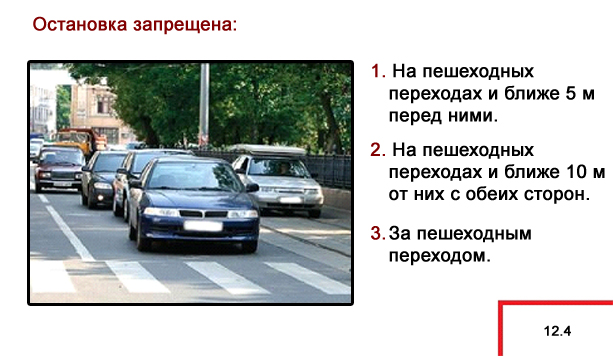 Остановка запрещена:
1. На пешеходных
переходах и ближе 5 м
перед ними.
2. На пешеходных
переходах и ближе 10 м
от них с обеих сторон.
3. За пешеходным
переходом.
12.4